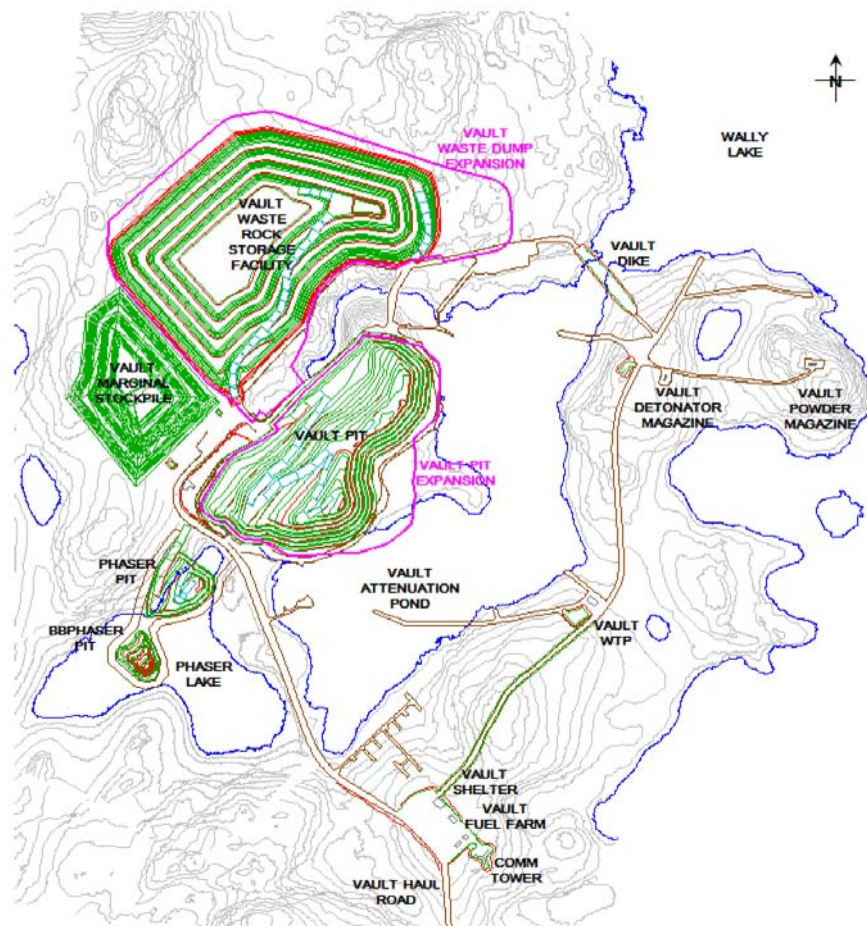 N
VAULT
WASTE DUMP
EXPANSION
WALLY
LAKE
VAULT
WASTE
ROCK
STORAGE
FACILITY
VAULT
DIKE
VAULT
MARGINAL
STOCKPILE
VAULT
DETONATOR
MAGAZINE
VAULT
POWDER
MAGAZINE
VAULT PIT
VAULT PIT
EXPANSION
PHASER
PIT
VAULT
ATTENUATION
POND
BBPHASER
PIT
VAULT
WTP
PHASER
LAKE
VAULT
SHELTER
VAULT
FUEL FARM
COMM
TOWER
VAULT HAUL
ROAD